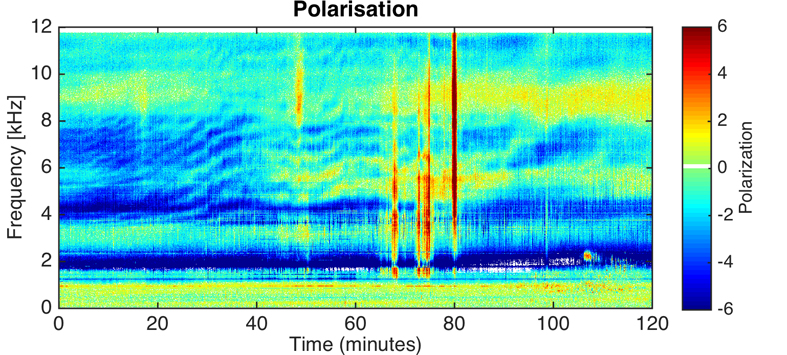 Polarisation
12
10
8
6
4
2
0
Frequency [kHz]
0 20 40 60 80 100 120
Time (minutes)
6
4
2
0
-2
-4
-6
Polarization